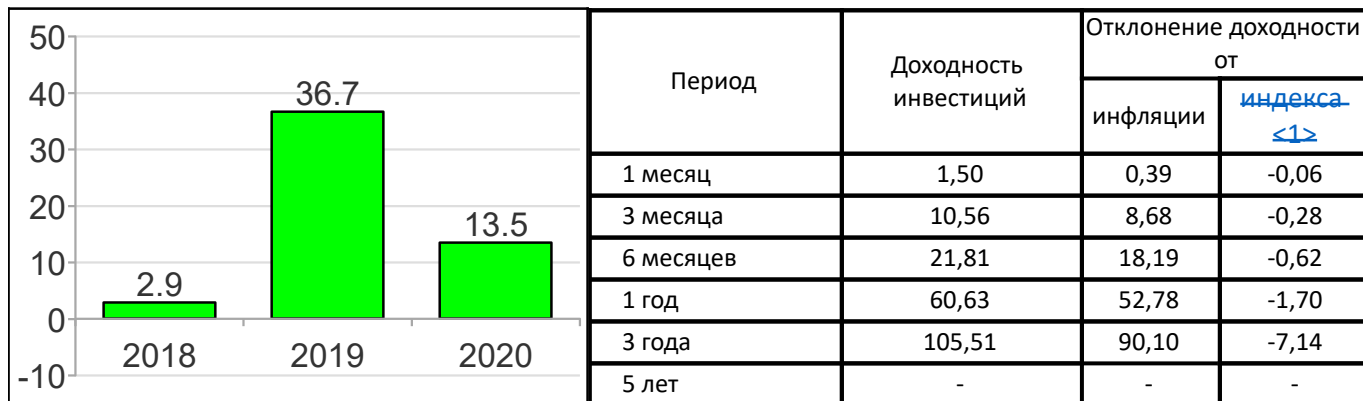 50
40
30
20
10
0
-10
2.9
36.7
13.5
2018
2019
2020
Период
Доходность
инвестиций
Отклонение доходности
от
инфляции
индекса
<1>
1 месяц 1,50 0,39 -0,06
3 месяца 10,56 8,68 -0,28
6 месяцев 21,81 18,19 -0,62
1 год 60,63 52,78 -1,70
3 года 105,51 90,10 -7,14
5 лет - - -